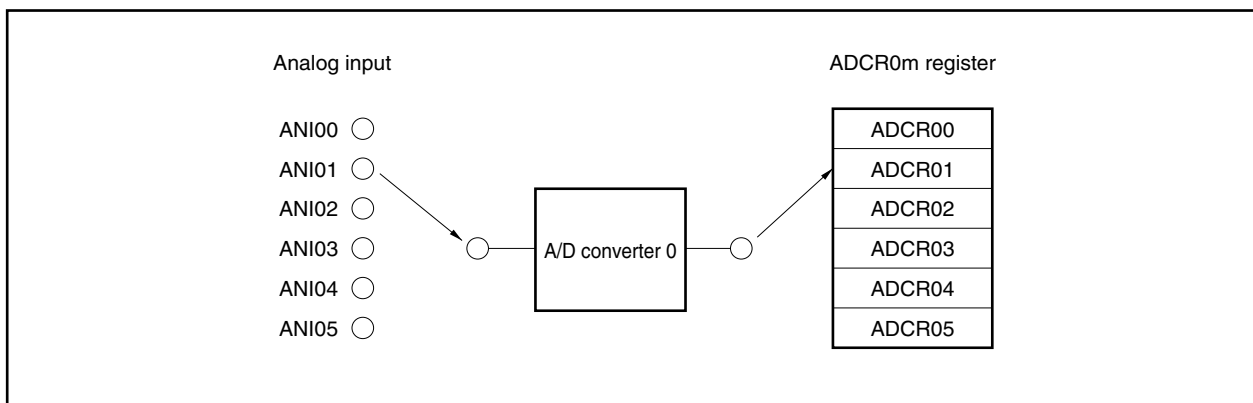 Analog input
ADCR0m register
ANI00
ANI01
ANI02
ANI03
ANI04
ANI05
A/D converter 0
ADCR00
ADCR01
ADCR02
ADCR03
ADCR04
ADCR05